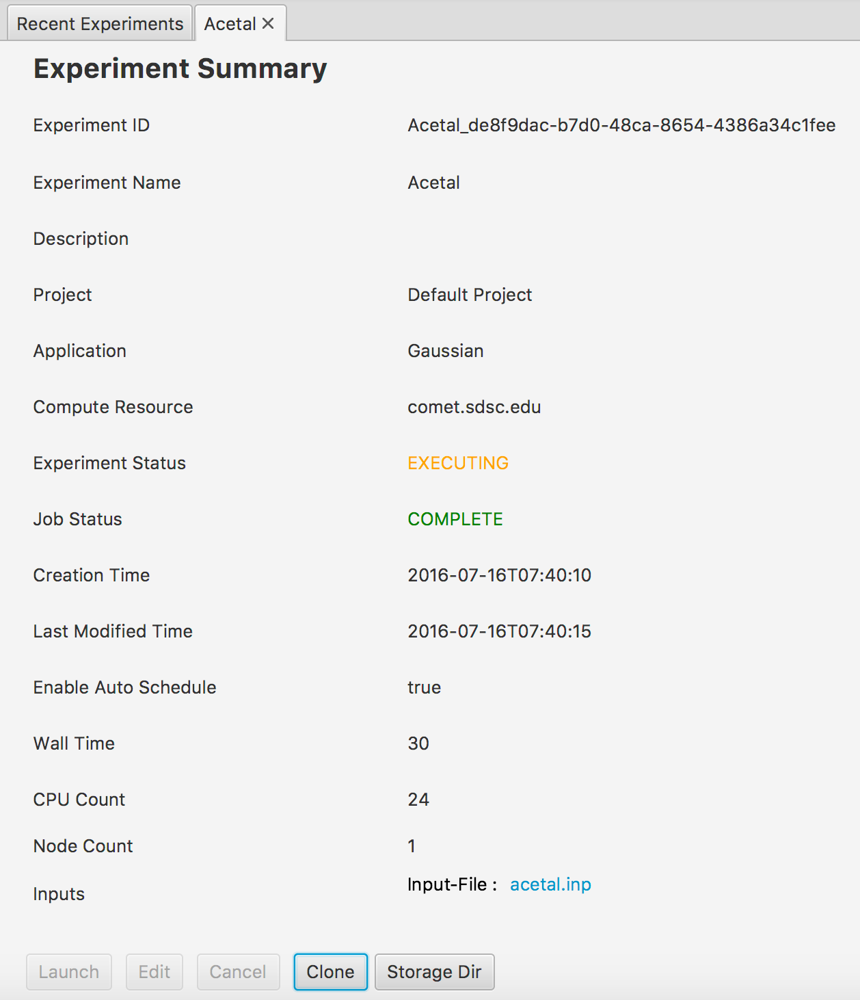 Recent Experiments Acetal ×
Experiment Summary
Experiment ID Acetal_de8f9dac-b7d0-48ca-8654-4386a34c1fee
Experiment Name Acetal
Description
Project Default Project
Application Gaussian
Compute Resource comet.sdsc.edu
Experiment Status EXECUTING
Job Status COMPLETE
Creation Time 2016-07-16T07:40:10
Last Modified Time 2016-07-16T07:40:15
Enable Auto Schedule true
Wall Time 30
CPU Count 24
Node Count 1
Inputs Input-File : acetal.inp
Launch Edit Cancel Clone Storage Dir